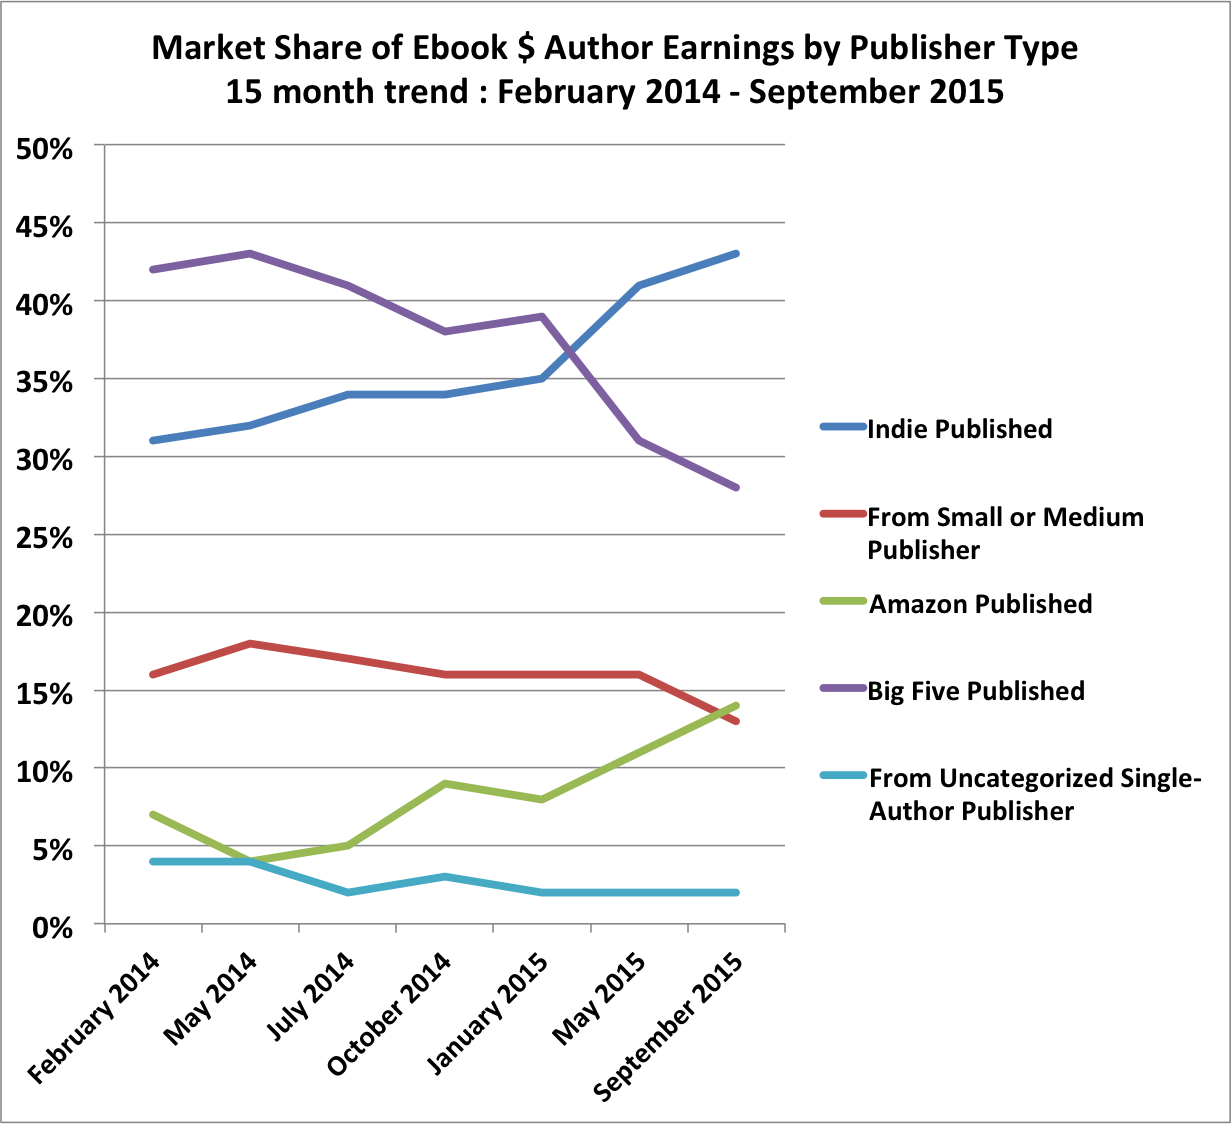 Market Share of Ebook $ Author Earnings by Publisher Type
15 month trend : February 2014 - September 2015
50%
45%
40%
35%
30%
25%
20%
15%
10%
5%
0%
February 2014
May 2014
July 2014
October 2014
January 2015
May 2015
September 2015
Indie Published
From Small or Medium
Publisher
Amazon Published
Big Five Published
From Uncategorized Single-
Author Publisher